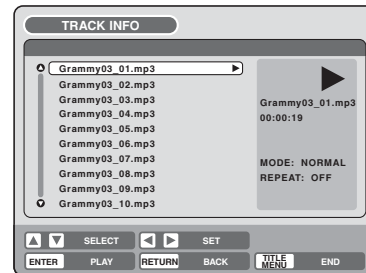 TRACK INFO
Grammy03_01.mp3
Grammy03_02.mp3
Grammy03_03.mp3
Grammy03_04.mp3
Grammy03_05.mp3
Grammy03_06.mp3
Grammy03_07.mp3
Grammy03_08.mp3
Grammy03_09.mp3
Grammy03_10.mp3
Grammy03_01.mp3
00:00:19
MODE: NORMAL
REPEAT: OFF
SELECT SET
ENTER PLAY RETURN BACK TITLE MENU END